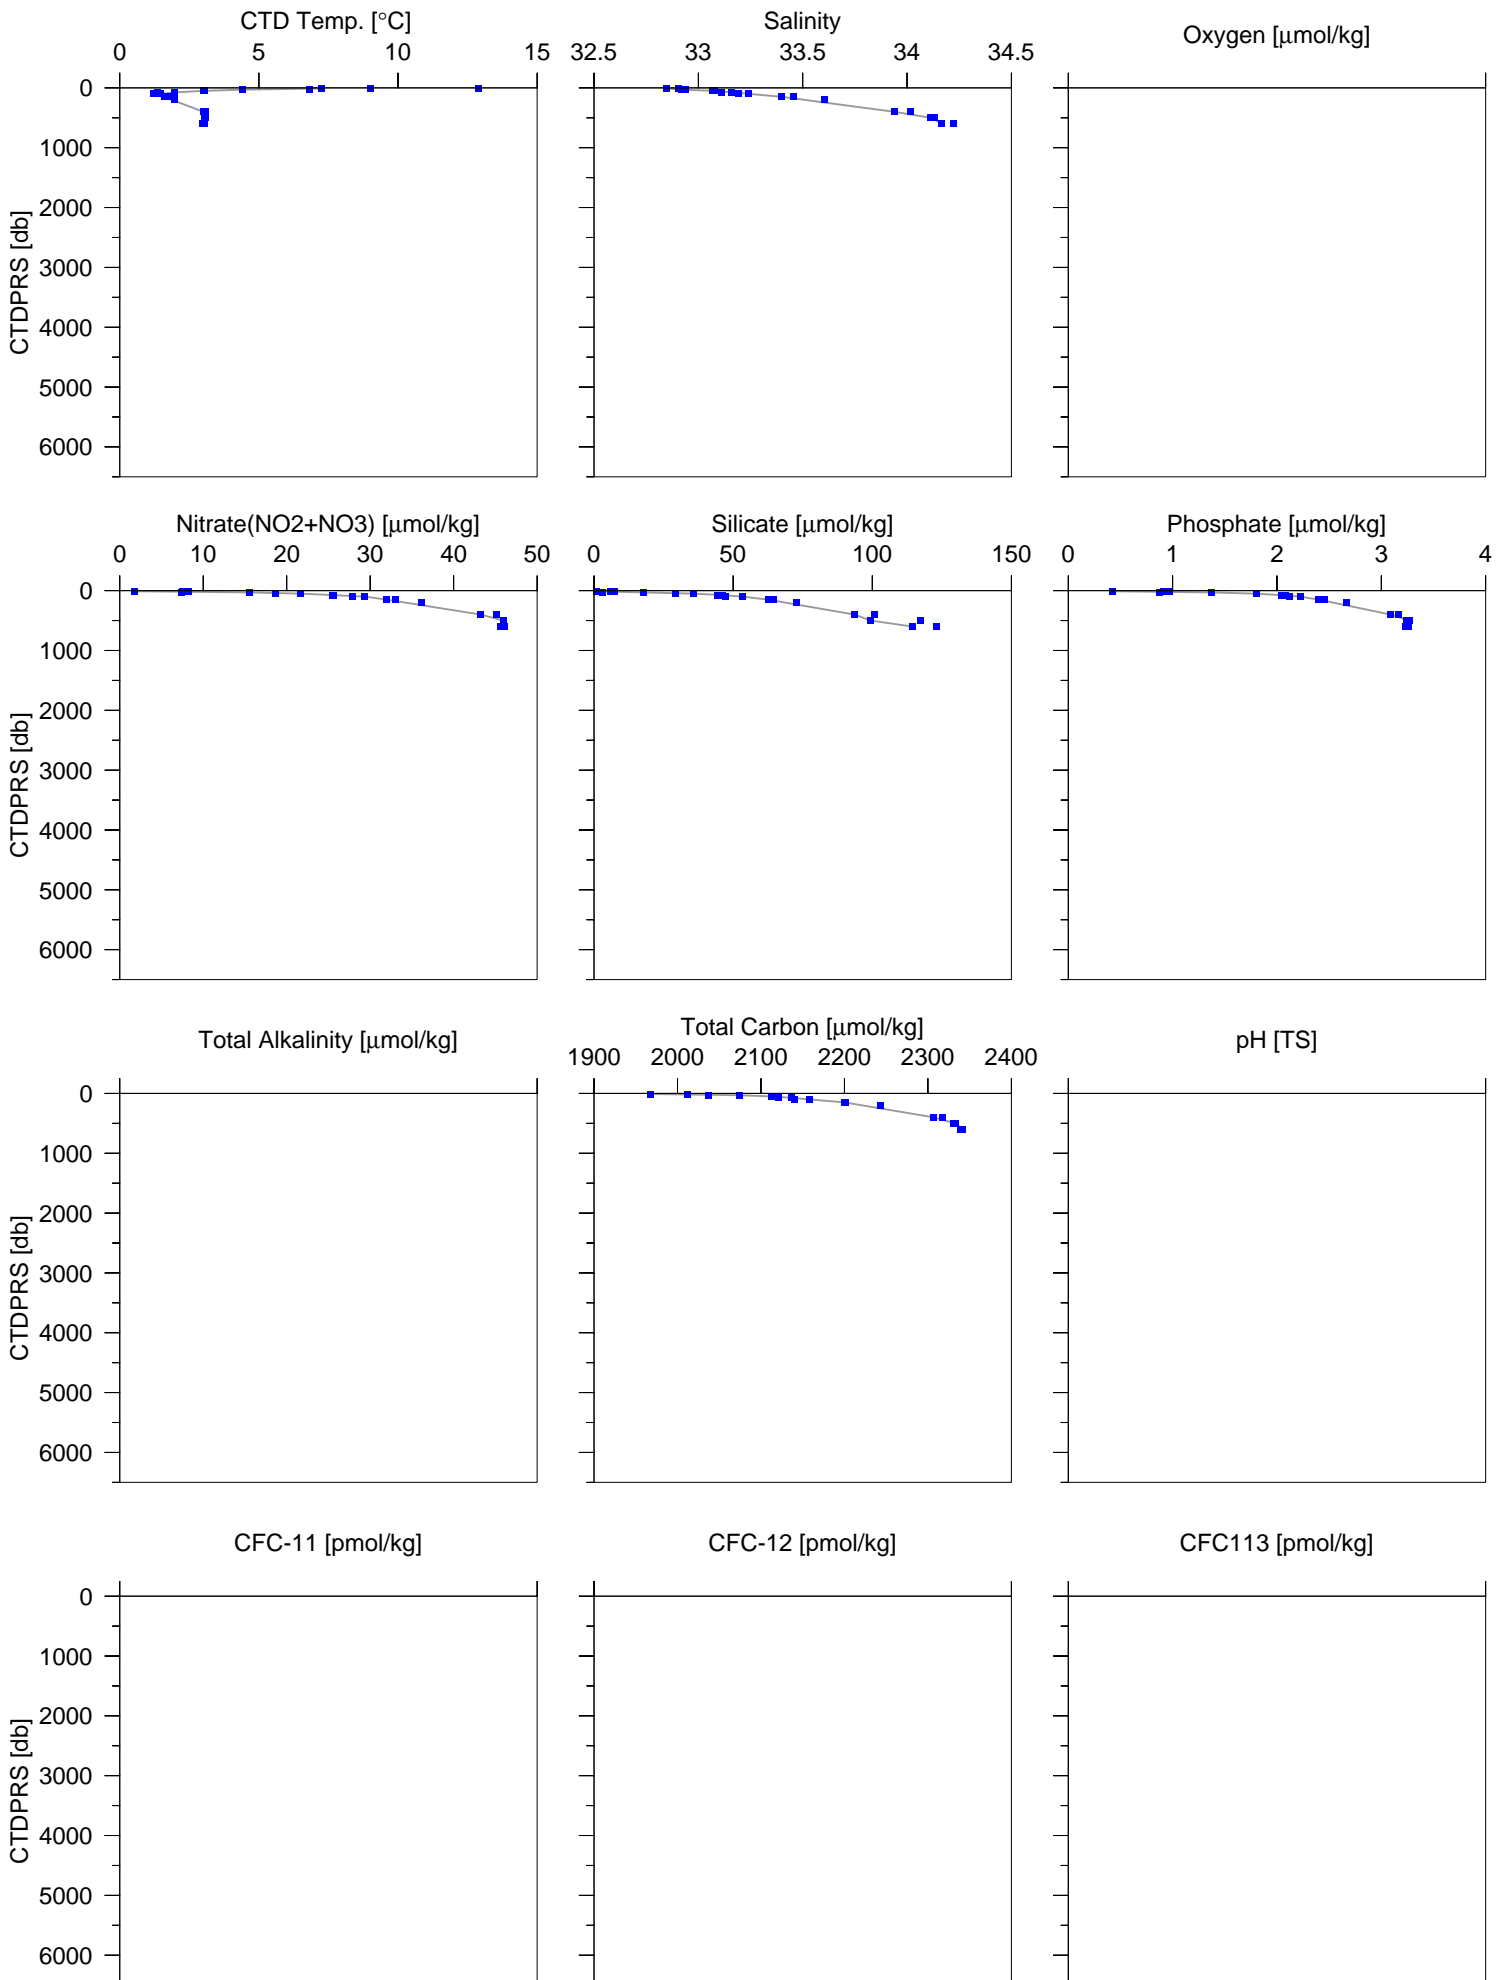 CTD Temp. [°C] Salinity Oxygen [μmol/kg]
0 5 10 15 32.5 33 33.5 34 34.5
0
1000
2000
3000
4000
5000
6000
CTDPRS [db]
Nitrate(NO2+NO3) [μmol/kg] Silicate [μmol/kg] Phosphate [μmol/kg]
0 10 20 30 40 50 0 50 100 150 0 1 2 3 4
0
1000
2000
3000
4000
5000
6000
CTDPRS [db]
Total Alkalinity [μmol/kg] Total Carbon [μmol/kg] pH [TS]
1900 2000 2100 2200 2300 2400
0
1000
2000
3000
4000
5000
6000
CTDPRS [db]
CFC-11 [pmol/kg] CFC-12 [pmol/kg] CFC113 [pmol/kg]
0
1000
2000
3000
4000
5000
6000
CTDPRS [db]